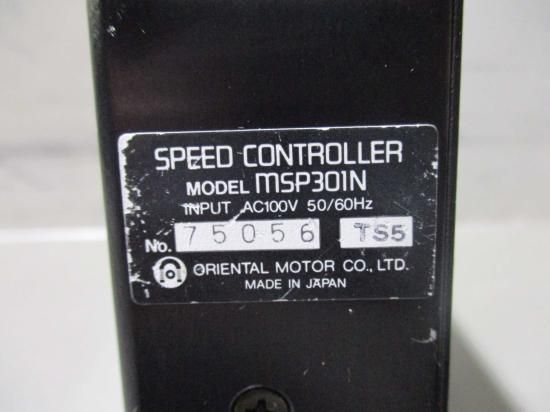 SPEED CONTROLLER
MODEL MSP301N
INPUT AC100V 50/60Hz
No. 75056 TS5
ORIENTAL MOTOR CO., LTD.
MADE IN JAPAN